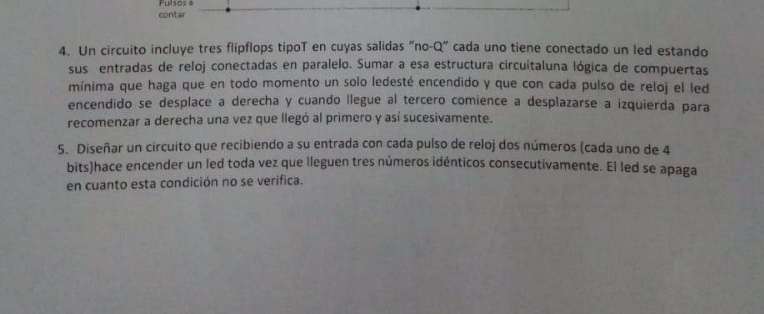 Pulsos a
contar
4. Un circuito incluye tres flipflops tipoT en cuyas salidas "no-Q" cada uno tiene conectado un led estando
sus entradas de reloj conectadas en paralelo. Sumar a esa estructura circuitaluna lógica de compuertas
mínima que haga que en todo momento un solo ledesté encendido y que con cada pulso de reloj el led
encendido se desplace a derecha y cuando llegue al tercero comience a desplazarse a izquierda para
recomenzar a derecha una vez que llegó al primero y así sucesivamente.
5. Diseñar un circuito que recibiendo a su entrada con cada pulso de reloj dos números (cada uno de 4
bits)hace encender un led toda vez que lleguen tres números idénticos consecutivamente. El led se apaga
en cuanto esta condición no se verifica.